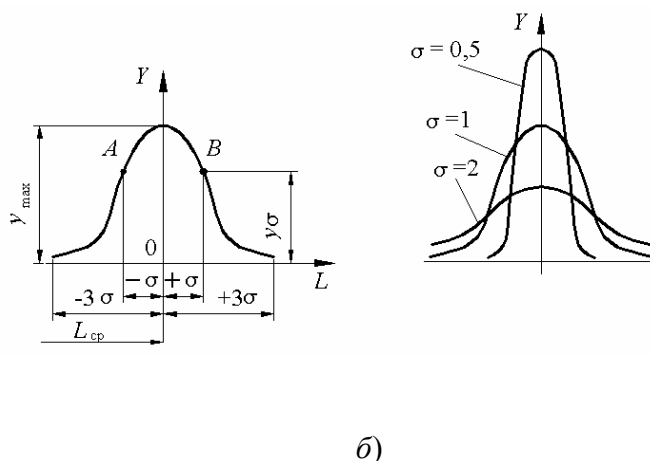 Y
A
B
y max
yσ
0
L
− σ
+ σ
-3 σ
+3σ
L ср
Y
σ = 0,5
σ =1
σ =2
б)